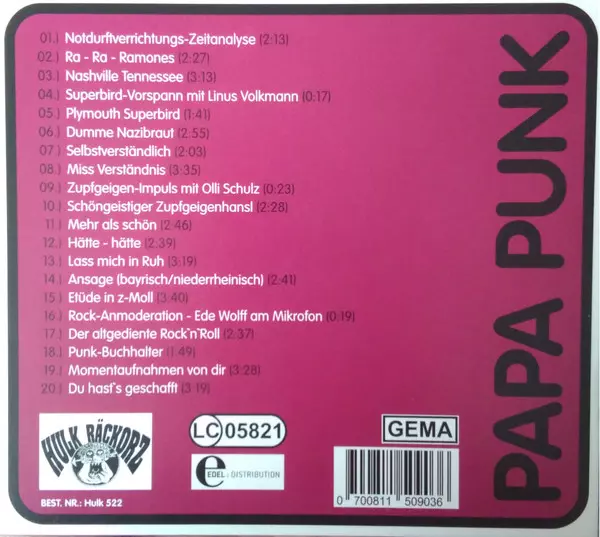 01.) Notdurftverrichtungs-Zeitanalyse (2:13)
02.) Ra - Ra - Ramones (2:27)
03.) Nashville Tennessee (3:13)
04.) Superbird-Vorspann mit Linus Volkmann (0:17)
05.) Plymouth Superbird (1:41)
06.) Dumme Nazibraut (2:55)
07.) Selbstverständlich (2:03)
08.) Miss Verständnis (3:35)
09.) Zupfgeigen-Impuls mit Olli Schulz (0:23)
10.) Schöngeistiger Zupfgeigenhansl (2:28)
11.) Mehr als schön (2:46)
12.) Hätte - hätte (2:39)
13.) Lass mich in Ruh (3:19)
14.) Ansage (bayrisch/niederrheinisch) (2:41)
15.) Etüde in z-Moll (3:40)
16.) Rock-Anmoderation - Ede Wolff am Mikrofon (0:19)
17.) Der altgediente Rock`n`Roll (2:37)
18.) Punk-Buchhalter (1:49)
19.) Momentaufnahmen von dir (3:28)
20.) Du hast`s geschafft (3:19)
PAPA PUNK
HULK RÄCKORZ
LC 05821
GEMA
e EDEL : DISTRIBUTION
BEST. NR.: Hulk 522
0 700811 509036